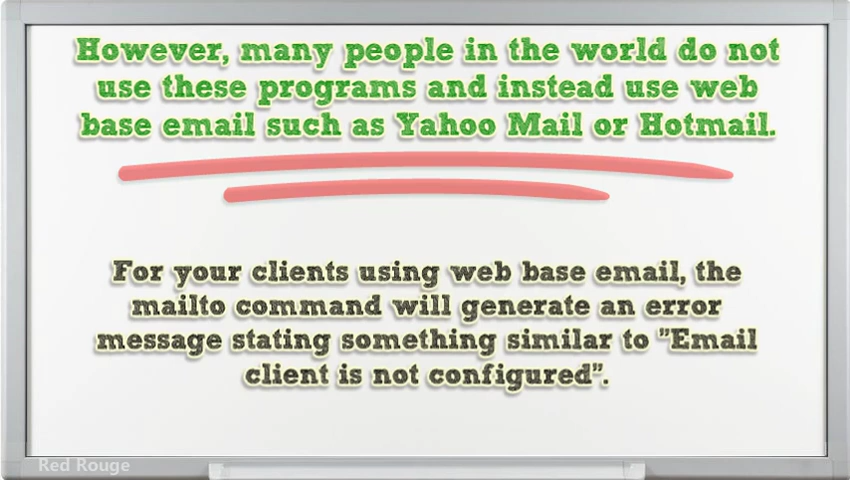 However, many people in the world do not
use these programs and instead use web
base email such as Yahoo Mail or Hotmail.
For your clients using web base email, the
mailto command will generate an error
message stating something similar to "Email
client is not configured".
Red Rouge